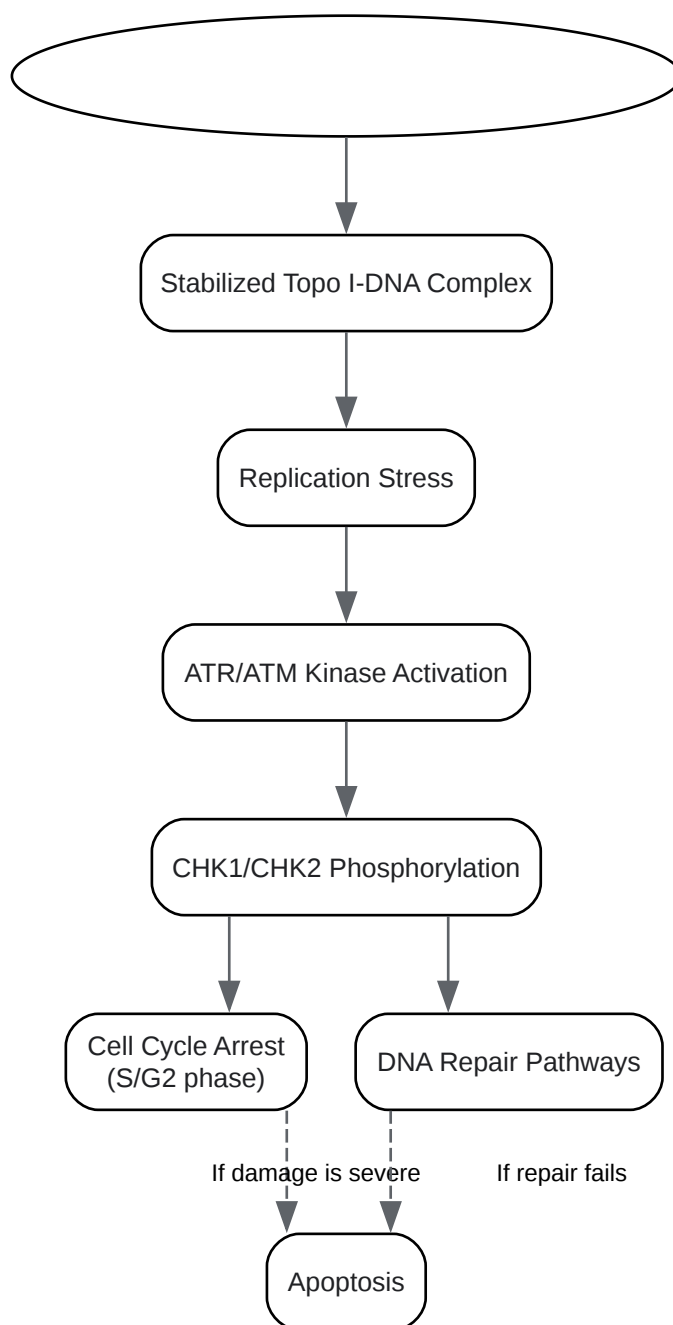 Stabilized Topo I-DNA Complex
Replication Stress
ATR/ATM Kinase Activation
CHK1/CHK2 Phosphorylation
Cell Cycle Arrest
(S/G2 phase)
DNA Repair Pathways
If damage is severe
If repair fails
Apoptosis